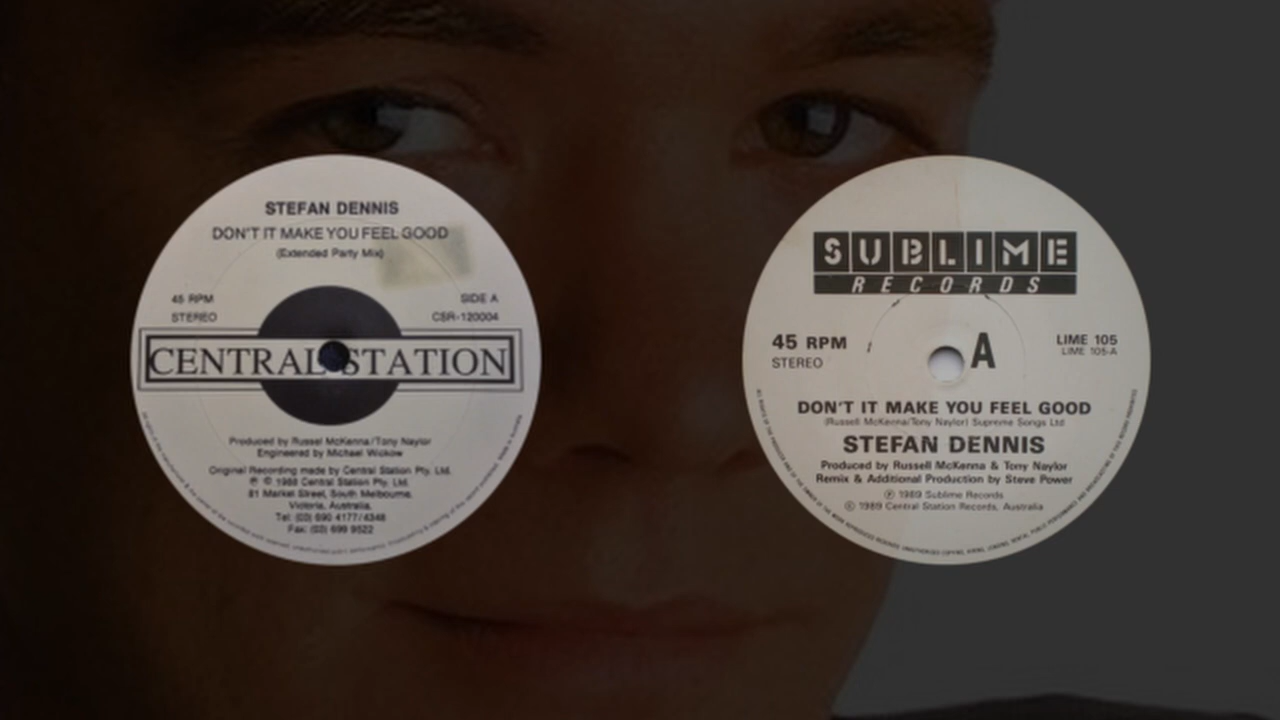 STEFAN DENNIS
DON'T IT MAKE YOU FEEL GOOD
(Extended Party Mix)
45 RPM
STEREO
SIDE A
CSR-120004
CENTRAL STATION
Produced by Russel McKenna/Tony Naylor
Engineered by Michael Wickow
Original Recording made by Central Station Pty. Ltd.
℗ © 1988 Central Station Pty. Ltd.
81 Market Street, South Melbourne.
Victoria, Australia.
Tel: (03) 690 4177/4348
Fax: (03) 699 9522
SUBLIME
RECORDS
45 RPM
STEREO
A
LIME 105
LIME 105-A
DON'T IT MAKE YOU FEEL GOOD
(Russell McKenna/Tony Naylor) Supreme Songs Ltd
STEFAN DENNIS
Produced by Russell McKenna & Tony Naylor
Remix & Additional Production by Steve Power
℗ 1989 Sublime Records
© 1989 Central Station Records, Australia